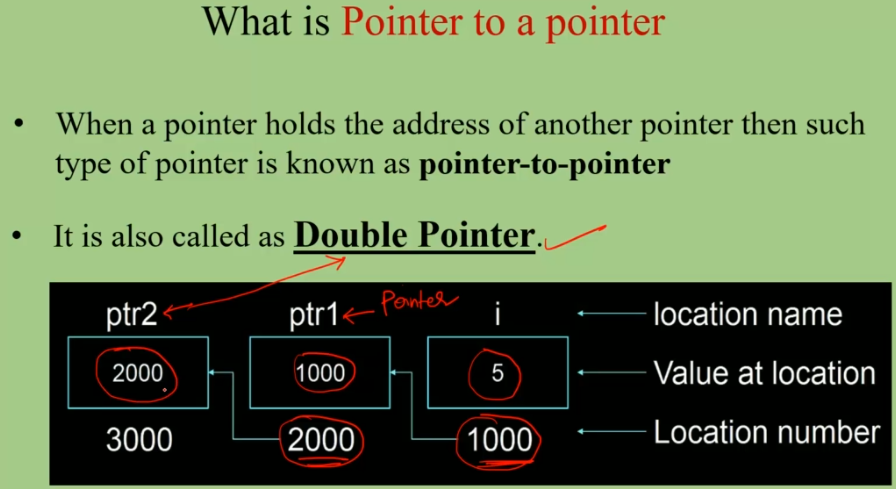 What is Pointer to a pointer
• When a pointer holds the address of another pointer then such
type of pointer is known as pointer-to-pointer
• It is also called as Double Pointer.
ptr2 ptr1 Pointer i location name
2000 1000 5 Value at location
3000 2000 1000 Location number